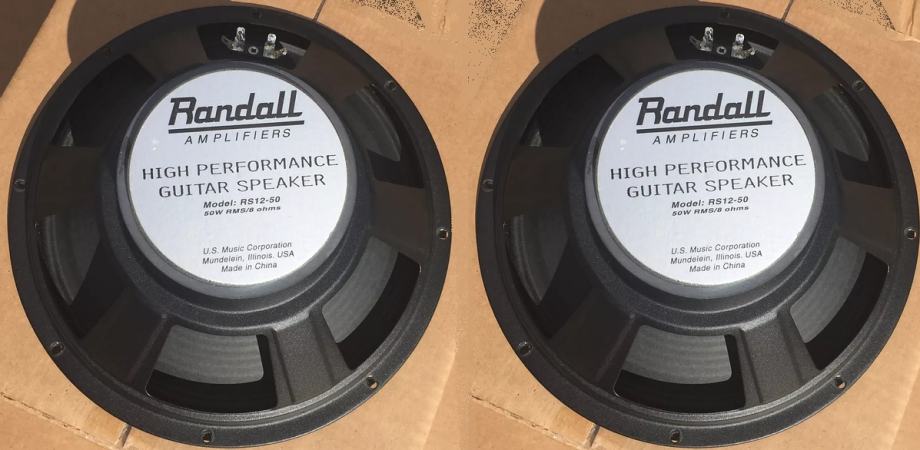 Randall
AMPLIFIERS
HIGH PERFORMANCE
GUITAR SPEAKER
Model: RS12-50
50W RMS/8 ohms
U.S. Music Corporation
Mundelein, Illinois. USA
Made in China
Randall
AMPLIFIERS
HIGH PERFORMANCE
GUITAR SPEAKER
Model: RS12-50
50W RMS/8 ohms
U.S. Music Corporation
Mundelein, Illinois. USA
Made in China